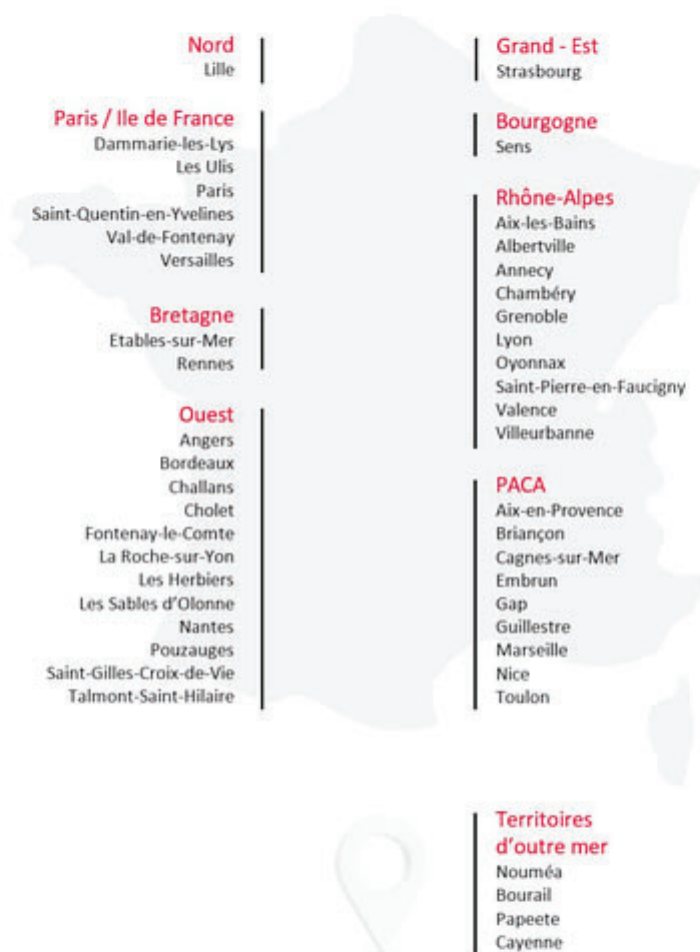 Nord
Lille
Paris / Ile de France
Dammarie-les-Lys
Les Ulis
Paris
Saint-Quentin-en-Yvelines
Val-de-Fontenay
Versailles
Bretagne
Etables-sur-Mer
Rennes
Ouest
Angers
Bordeaux
Challans
Cholet
Fontenay-le-Comte
La Roche-sur-Yon
Les Herbiers
Les Sables d'Olonne
Nantes
Pouzauges
Saint-Gilles-Croix-de-Vie
Talmont-Saint-Hilaire
Grand - Est
Strasbourg
Bourgogne
Sens
Rhône-Alpes
Aix-les-Bains
Albertville
Annecy
Chambéry
Grenoble
Lyon
Oyonnax
Saint-Pierre-en-Faucigny
Valence
Villeurbanne
PACA
Aix-en-Provence
Briançon
Cagnes-sur-Mer
Embrun
Gap
Guillestre
Marseille
Nice
Toulon
Territoires
d'outre mer
Nouméa
Bourail
Papeete
Cayenne